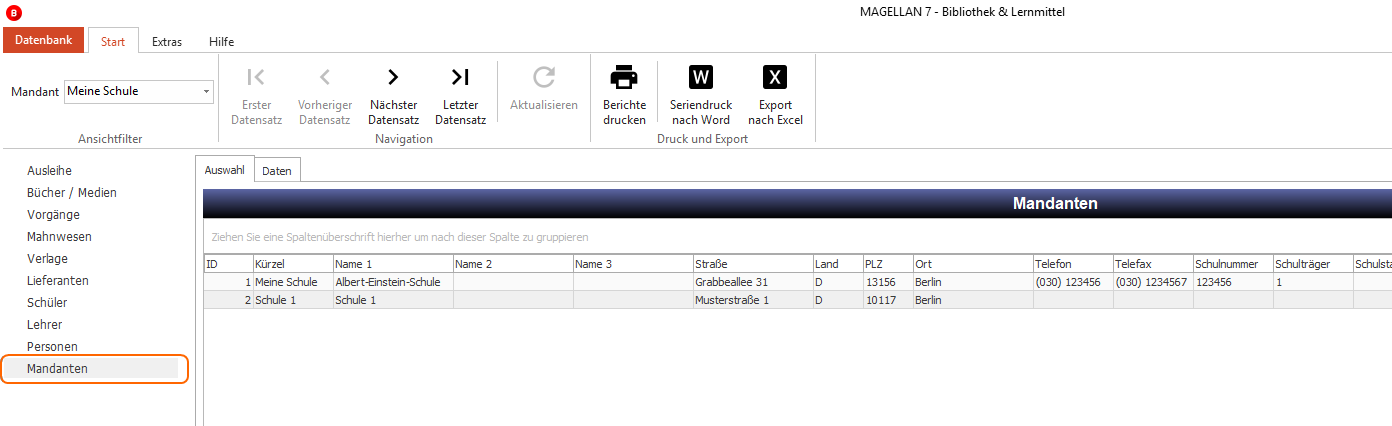 B
MAGELLAN 7 - Bibliothek & Lernmittel
Datenbank Start Extras Hilfe
Mandant Meine Schule
Erster Datensatz
Vorheriger Datensatz
Nächster Datensatz
Letzter Datensatz
Aktualisieren
Berichte drucken
W
Seriendruck nach Word
X
Export nach Excel
Ansichtfilter Navigation Druck und Export
Ausleihe
Bücher / Medien
Vorgänge
Mahnwesen
Verlage
Lieferanten
Schüler
Lehrer
Personen
Mandanten
Auswahl Daten
Mandanten
Ziehen Sie eine Spaltenüberschrift hierher um nach dieser Spalte zu gruppieren
ID Kürzel Name 1 Name 2 Name 3 Straße Land PLZ Ort Telefon Telefax Schulnummer Schulträger Schulsta
1 Meine Schule Albert-Einstein-Schule Grabbeallee 31 D 13156 Berlin (030) 123456 (030) 1234567 123456 1
2 Schule 1 Schule 1 Musterstraße 1 D 10117 Berlin